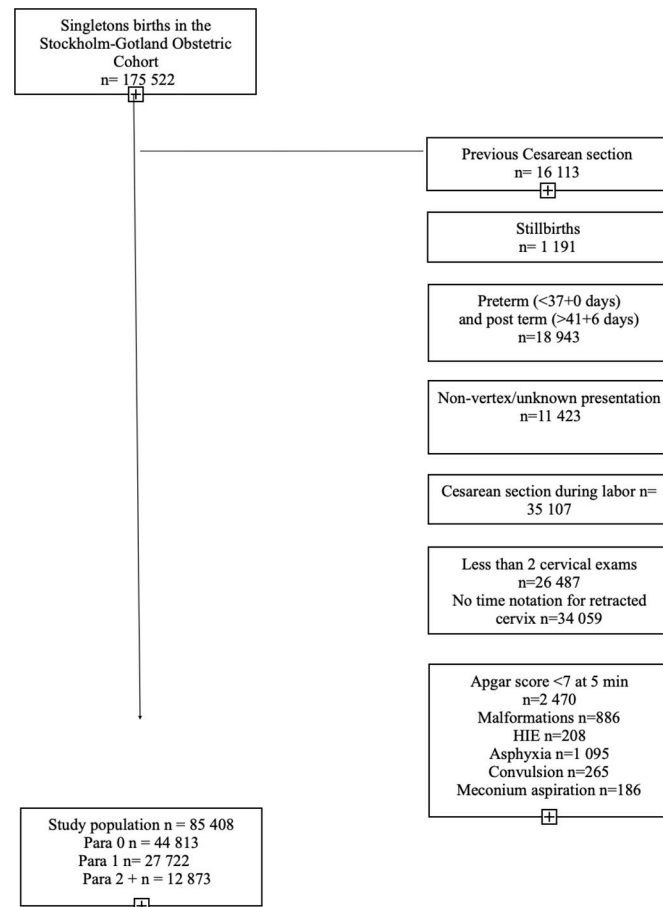 Singletons births in the
Stockholm-Gotland Obstetric
Cohort
n= 175 522
Previous Cesarean section
n= 16 113
Stillbirths
n= 1 191
Preterm (<37+0 days)
and post term (>41+6 days)
n=18 943
Non-vertex/unknown presentation
n=11 423
Cesarean section during labor n=
35 107
Less than 2 cervical exams
n=26 487
No time notation for retracted
cervix n=34 059
Apgar score <7 at 5 min
n=2 470
Malformations n=886
HIE n=208
Asphyxia n=1 095
Convulsion n=265
Meconium aspiration n=186
Study population n = 85 408
Para 0 n = 44 813
Para 1 n= 27 722
Para 2 + n = 12 873